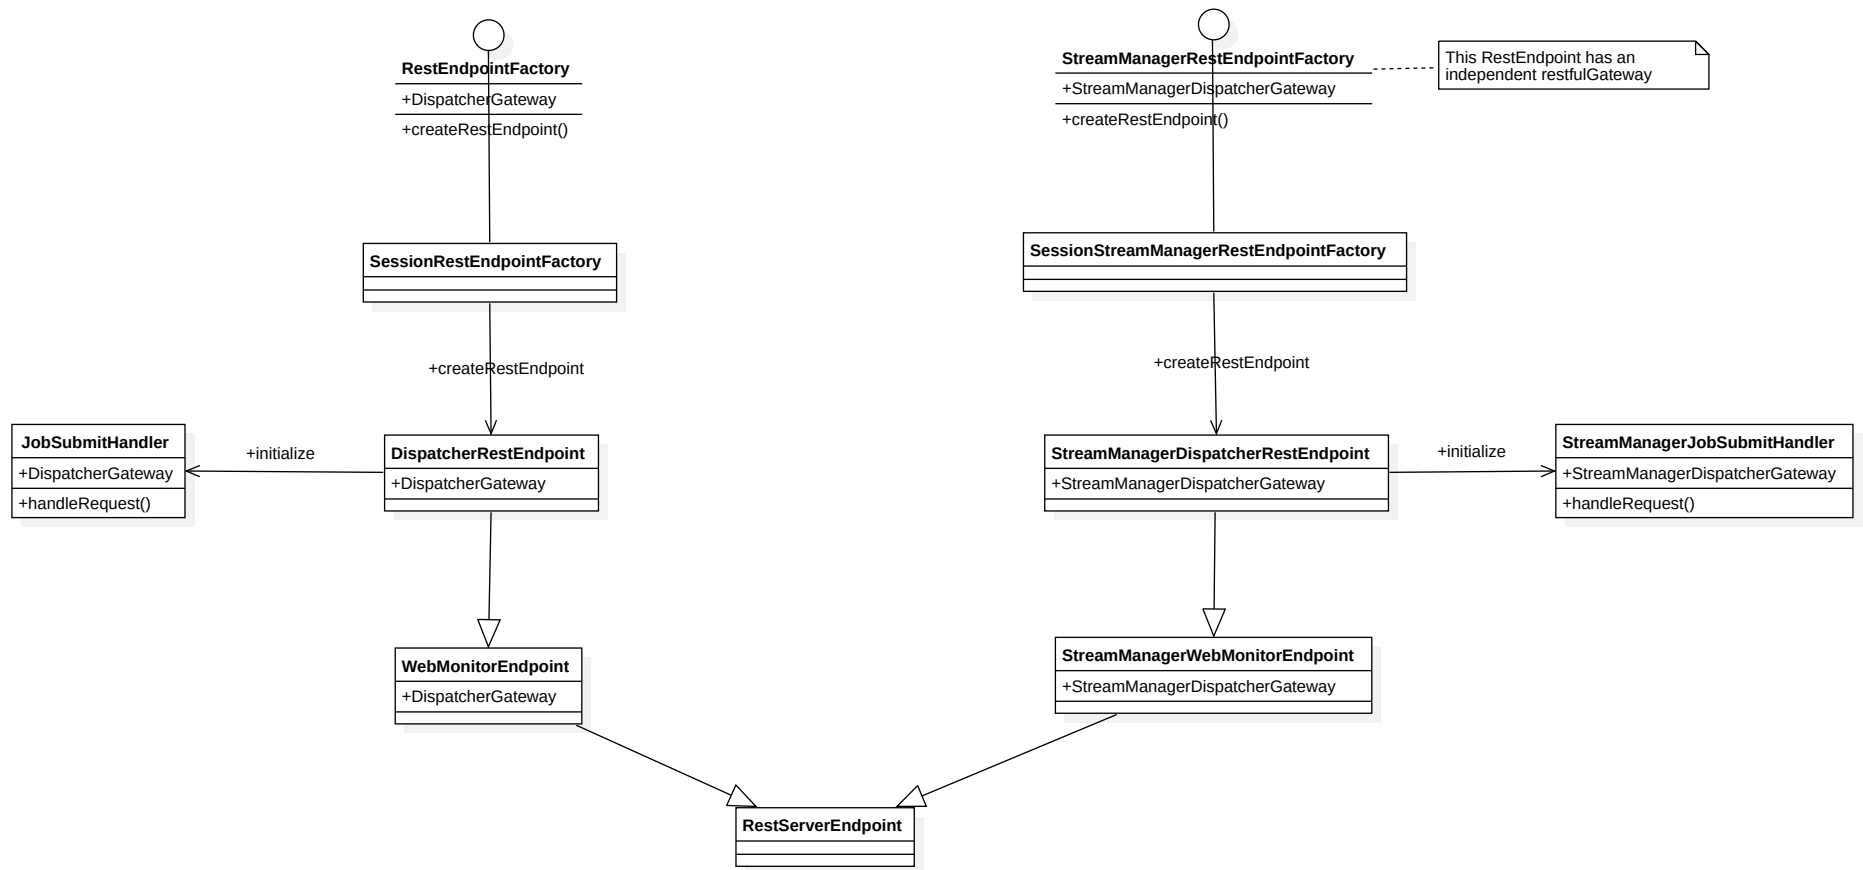 RestEndpointFactory
+DispatcherGateway
+createRestEndpoint()
StreamManagerRestEndpointFactory
+StreamManagerDispatcherGateway
+createRestEndpoint()
This RestEndpoint has an
independent restfulGateway
SessionRestEndpointFactory
SessionStreamManagerRestEndpointFactory
+createRestEndpoint
+createRestEndpoint
JobSubmitHandler
+DispatcherGateway
+handleRequest()
+initialize
DispatcherRestEndpoint
+DispatcherGateway
StreamManagerDispatcherRestEndpoint
+StreamManagerDispatcherGateway
+initialize
StreamManagerJobSubmitHandler
+StreamManagerDispatcherGateway
+handleRequest()
WebMonitorEndpoint
+DispatcherGateway
StreamManagerWebMonitorEndpoint
+StreamManagerDispatcherGateway
RestServerEndpoint